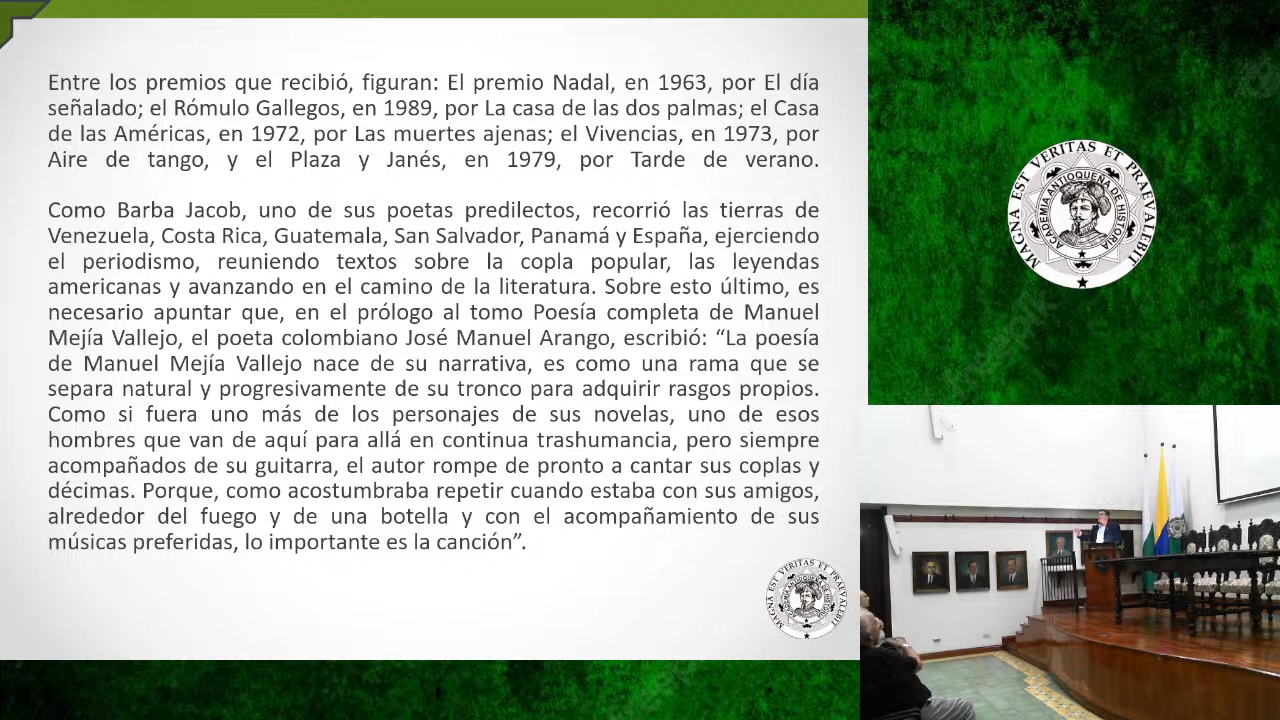 Entre los premios que recibió, figuran: El premio Nadal, en 1963, por El día
señalado; el Rómulo Gallegos, en 1989, por La casa de las dos palmas; el Casa
de las Américas, en 1972, por Las muertes ajenas; el Vivencias, en 1973, por
Aire de tango, y el Plaza y Janés, en 1979, por Tarde de verano.
Como Barba Jacob, uno de sus poetas predilectos, recorrió las tierras de
Venezuela, Costa Rica, Guatemala, San Salvador, Panamá y España, ejerciendo
el periodismo, reuniendo textos sobre la copla popular, las leyendas
americanas y avanzando en el camino de la literatura. Sobre esto último, es
necesario apuntar que, en el prólogo al tomo Poesía completa de Manuel
Mejía Vallejo, el poeta colombiano José Manuel Arango, escribió: “La poesía
de Manuel Mejía Vallejo nace de su narrativa, es como una rama que se
separa natural y progresivamente de su tronco para adquirir rasgos propios.
Como si fuera uno más de los personajes de sus novelas, uno de esos
hombres que van de aquí para allá en continua trashumancia, pero siempre
acompañados de su guitarra, el autor rompe de pronto a cantar sus coplas y
décimas. Porque, como acostumbraba repetir cuando estaba con sus amigos,
alrededor del fuego y de una botella y con el acompañamiento de sus
músicas preferidas, lo importante es la canción”.
MAGNA EST VERITAS ET PRAEVALEBIT
ACADEMIA ANTIOQUEÑA DE HISTORIA
MAGNA EST VERITAS ET PRAEVALEBIT